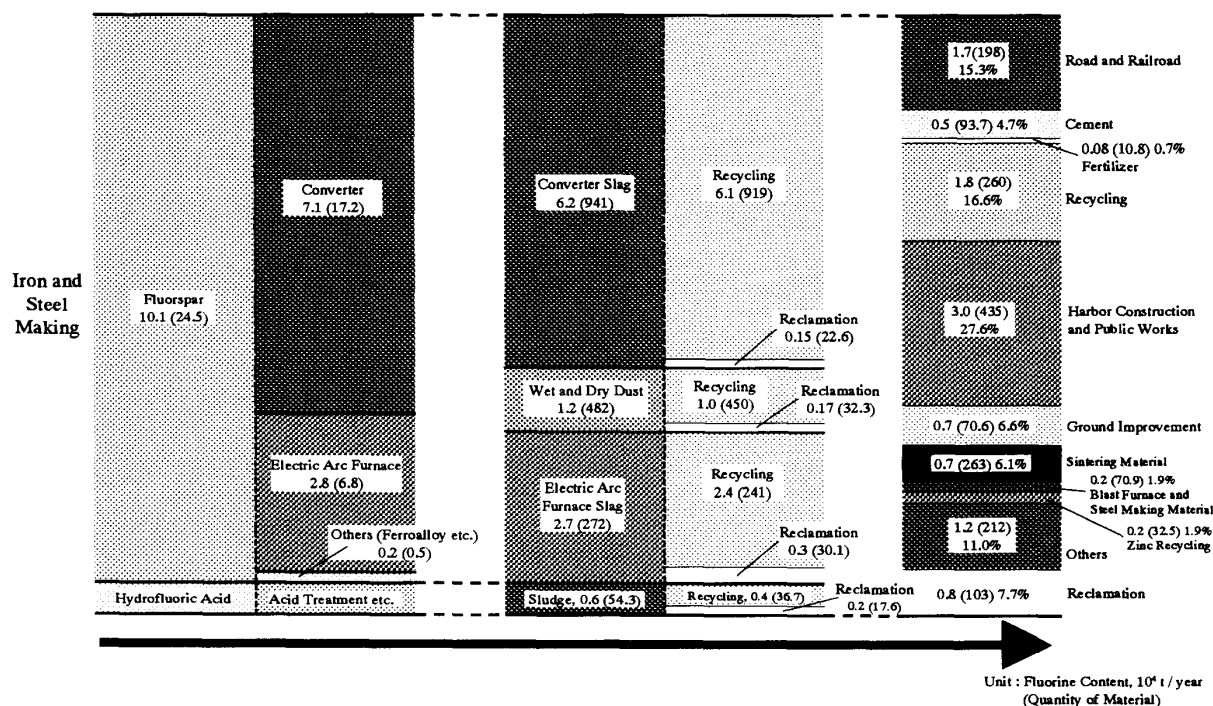 Iron and
Steel
Making
Fluorspar
10.1 (24.5)
Hydrofluoric Acid
Converter
7.1 (17.2)
Electric Arc Furnace
2.8 (6.8)
Others (Ferroalloy etc.)
0.2 (0.5)
Acid Treatment etc.
Converter Slag
6.2 (941)
Wet and Dry Dust
1.2 (482)
Electric Arc
Furnace Slag
2.7 (272)
Sludge, 0.6 (54.3)
Recycling
6.1 (919)
Reclamation
0.15 (22.6)
Recycling
1.0 (450)
Reclamation
0.17 (32.3)
Recycling
2.4 (241)
Reclamation
0.3 (30.1)
Recycling, 0.4 (36.7)
Reclamation
0.2 (17.6)
1.7(198)
15.3%
Road and Railroad
0.5 (93.7) 4.7%
Cement
0.08 (10.8) 0.7%
Fertilizer
1.8 (260)
16.6%
Recycling
3.0 (435)
27.6%
Harbor Construction
and Public Works
0.7 (70.6) 6.6%
Ground Improvement
0.7 (263) 6.1%
Sintering Material
0.2 (70.9) 1.9%
Blast Furnace and
Steel Making Material
0.2 (32.5) 1.9%
Zinc Recycling
1.2 (212)
11.0%
Others
0.8 (103) 7.7%
Reclamation
Unit : Fluorine Content, 10⁴ t / year
(Quantity of Material)